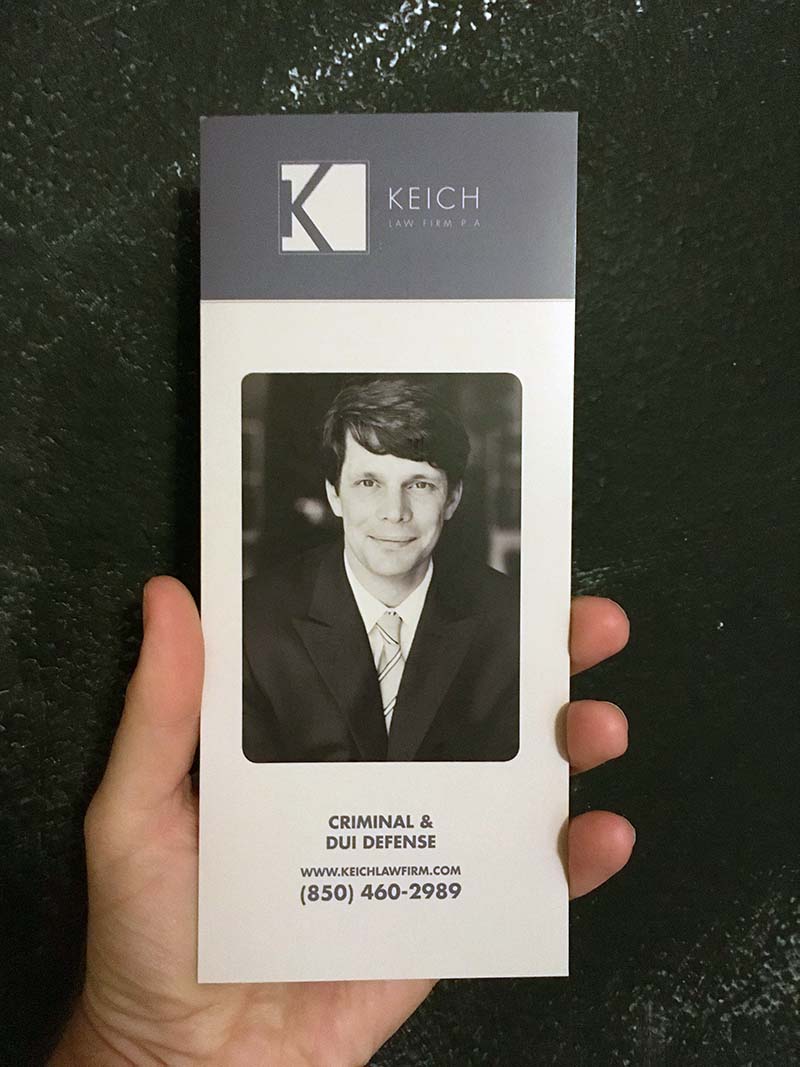 K
KEICH
LAW FIRM P.A
CRIMINAL &
DUI DEFENSE
WWW.KEICHLAWFIRM.COM
(850) 460-2989